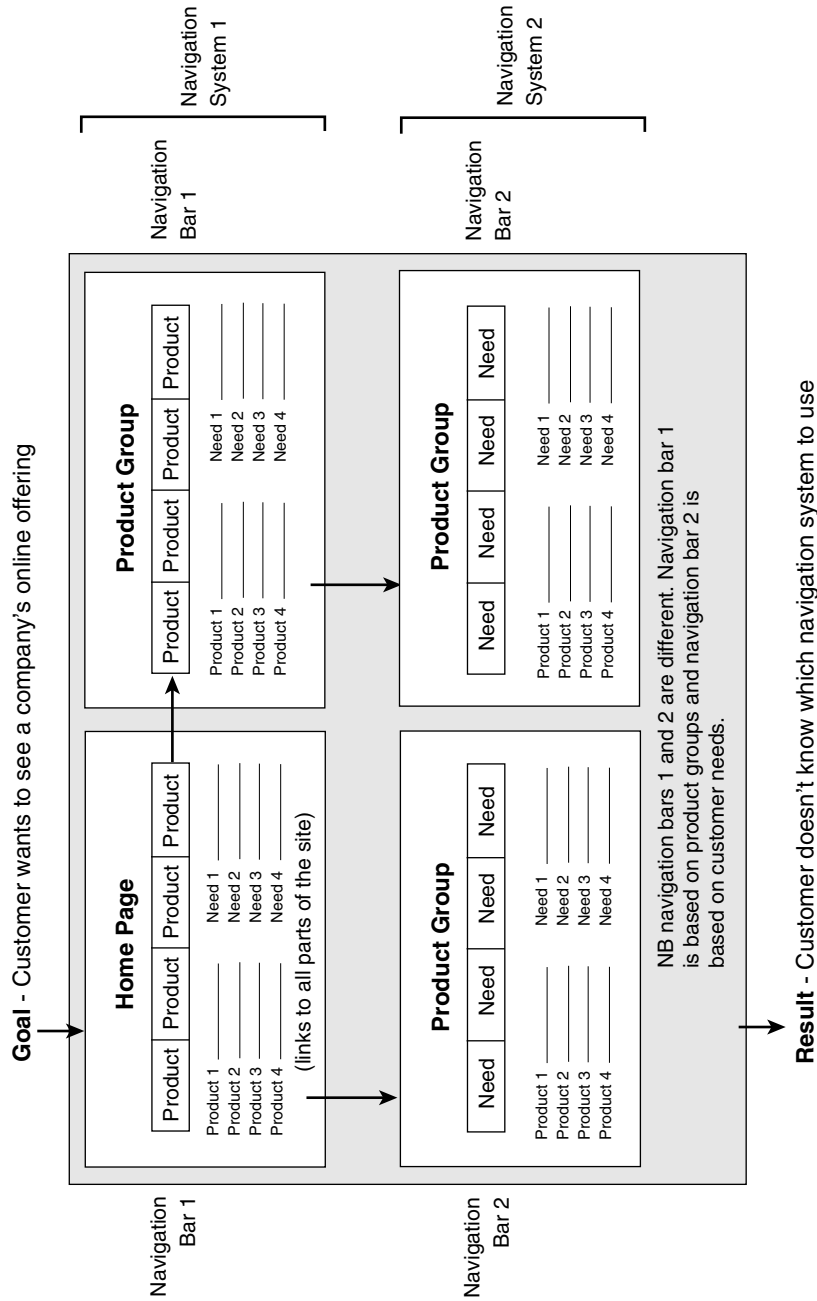 Goal - Customer wants to see a company's online offering
Navigation
Bar 1
Home Page
Product Product Product Product
Product 1
Product 2
Product 3
Product 4
Need 1
Need 2
Need 3
Need 4
(links to all parts of the site)
Product Group
Product Product Product Product
Product 1
Product 2
Product 3
Product 4
Need 1
Need 2
Need 3
Need 4
Navigation
Bar 1
Navigation
System 1
Navigation
Bar 2
Product Group
Need Need Need Need
Product 1
Product 2
Product 3
Product 4
Need 1
Need 2
Need 3
Need 4
Product Group
Need Need Need Need
Product 1
Product 2
Product 3
Product 4
Need 1
Need 2
Need 3
Need 4
Navigation
Bar 2
Navigation
System 2
NB navigation bars 1 and 2 are different. Navigation bar 1
is based on product groups and navigation bar 2 is
based on customer needs.
Result - Customer doesn't know which navigation system to use